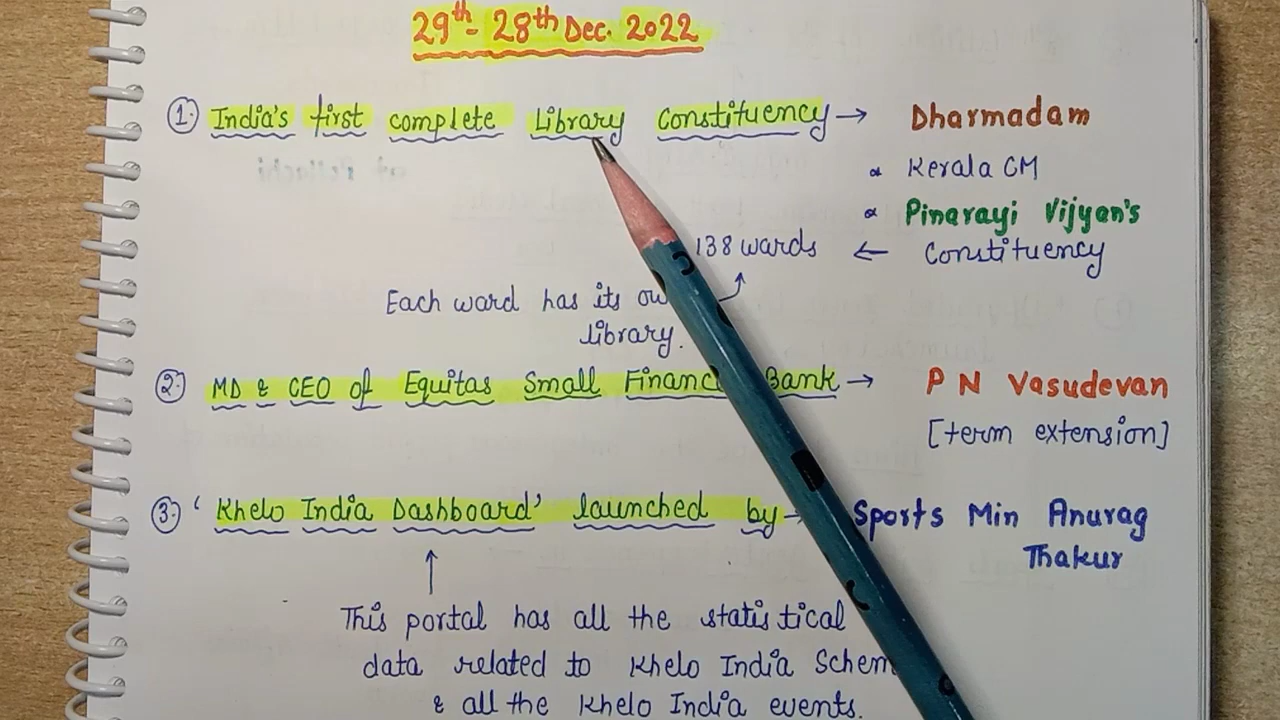 29th - 28th Dec. 2022
1. India's first complete Library Constituency → Dharmadam
Kerala CM
Pinarayi Vijyan's
138 wards ← Constituency
Each ward has its
library.
2. MD & CEO of Equitas Small Financ Bank → P N Vasudevan
[term extension]
3. 'Khelo India Dashboard' launched by → Sports Min Anurag
Thakur
↑
This portal has all the statistical
data related to Khelo India Schem
& all the Khelo India events.